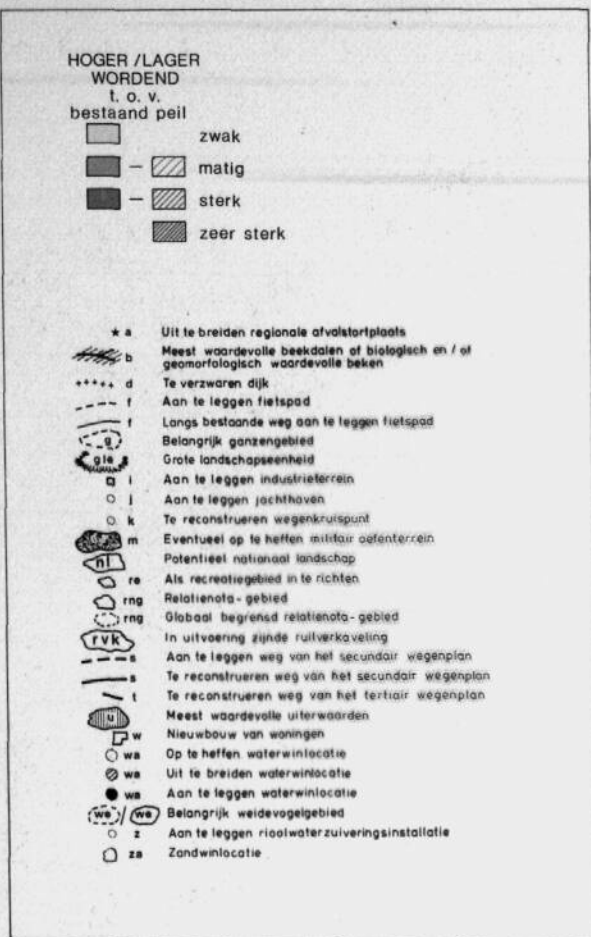 HOGER / LAGER
WORDEND
t. o. v.
bestaand peil
zwak
– matig
– sterk
zeer sterk
★ a Uit te breiden regionale afvalstortplaats
b Meest waardevolle beekdalen of biologisch en / of
geomorfologisch waardevolle beken
+++++ d Te verzwaren dijk
f Aan te leggen fietspad
f Langs bestaande weg aan te leggen fietspad
g Belangrijk ganzengebied
gle s Grote landschapseenheid
i Aan te leggen industrieterrein
j Aan te leggen jachthaven
k Te reconstrueren wegenkruispunt
m Eventueel op te heffen militair oefenterrein
nl Potentieel nationaal landschap
re Als recreatiegebied in te richten
rng Relatienota - gebied
rng Globaal begrensd relatienota - gebied
rvk In uitvoering zijnde ruilverkaveling
s Aan te leggen weg van het secundair wegenplan
s Te reconstrueren weg van het secundair wegenplan
t Te reconstrueren weg van het tertiair wegenplan
u Meest waardevolle uiterwaarden
w Nieuwbouw van woningen
wa Op te heffen waterwinlocatie
wa Uit te breiden waterwinlocatie
wa Aan te leggen waterwinlocatie
we / we Belangrijk weidevogelgebied
z Aan te leggen rioolwaterzuiveringsinstallatie
za Zandwinlocatie